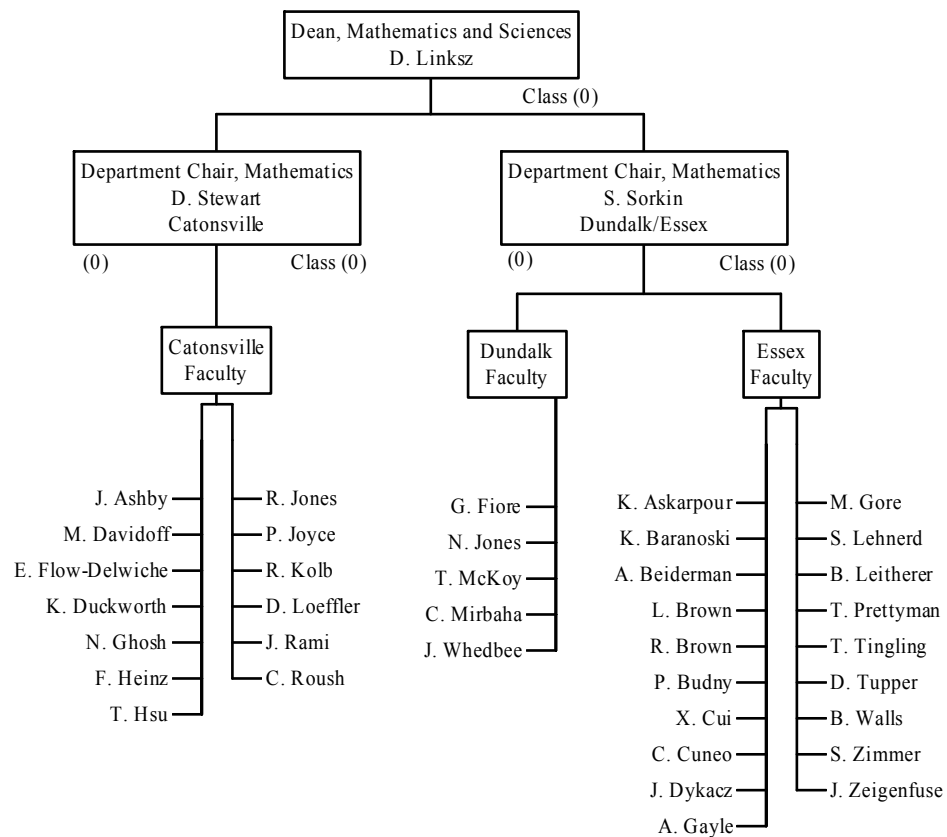 Dean, Mathematics and Sciences
D. Linksz
Class (0)
Department Chair, Mathematics
D. Stewart
Catonsville
(0)
Class (0)
Department Chair, Mathematics
S. Sorkin
Dundalk/Essex
(0)
Class (0)
Catonsville
Faculty
J. Ashby
M. Davidoff
E. Flow-Delwiche
K. Duckworth
N. Ghosh
F. Heinz
T. Hsu
R. Jones
P. Joyce
R. Kolb
D. Loeffler
J. Rami
C. Roush
Dundalk
Faculty
G. Fiore
N. Jones
T. McKoy
C. Mirbaha
J. Whedbee
Essex
Faculty
K. Askarpour
K. Baranoski
A. Beiderman
L. Brown
R. Brown
P. Budny
X. Cui
C. Cuneo
J. Dykacz
A. Gayle
M. Gore
S. Lehnerd
B. Leitherer
T. Prettyman
T. Tingling
D. Tupper
B. Walls
S. Zimmer
J. Zeigenfuse